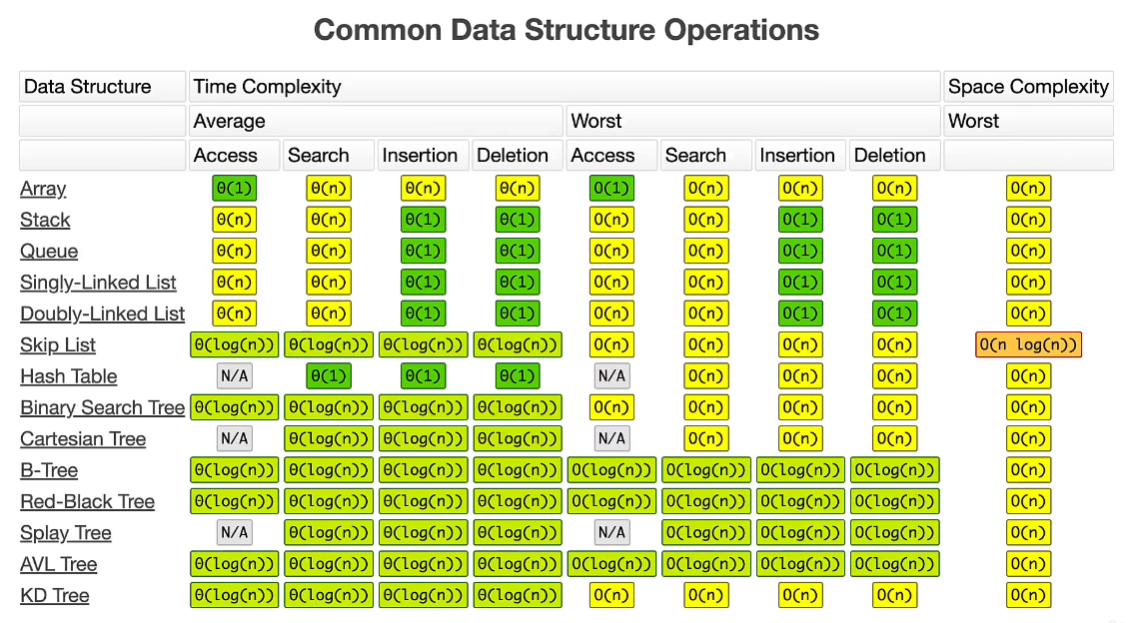 Common Data Structure Operations
Data Structure Time Complexity Space Complexity
Average Worst Worst
Access Search Insertion Deletion Access Search Insertion Deletion
Array Θ(1) Θ(n) Θ(n) Θ(n) O(1) O(n) O(n) O(n) O(n)
Stack Θ(n) Θ(n) Θ(1) Θ(1) O(n) O(n) O(1) O(1) O(n)
Queue Θ(n) Θ(n) Θ(1) Θ(1) O(n) O(n) O(1) O(1) O(n)
Singly-Linked List Θ(n) Θ(n) Θ(1) Θ(1) O(n) O(n) O(1) O(1) O(n)
Doubly-Linked List Θ(n) Θ(n) Θ(1) Θ(1) O(n) O(n) O(1) O(1) O(n)
Skip List Θ(log(n)) Θ(log(n)) Θ(log(n)) Θ(log(n)) O(n) O(n) O(n) O(n) O(n log(n))
Hash Table N/A Θ(1) Θ(1) Θ(1) N/A O(n) O(n) O(n) O(n)
Binary Search Tree Θ(log(n)) Θ(log(n)) Θ(log(n)) Θ(log(n)) O(n) O(n) O(n) O(n) O(n)
Cartesian Tree N/A Θ(log(n)) Θ(log(n)) Θ(log(n)) N/A O(n) O(n) O(n) O(n)
B-Tree Θ(log(n)) Θ(log(n)) Θ(log(n)) Θ(log(n)) O(log(n)) O(log(n)) O(log(n)) O(log(n)) O(n)
Red-Black Tree Θ(log(n)) Θ(log(n)) Θ(log(n)) Θ(log(n)) O(log(n)) O(log(n)) O(log(n)) O(log(n)) O(n)
Splay Tree N/A Θ(log(n)) Θ(log(n)) Θ(log(n)) N/A O(log(n)) O(log(n)) O(log(n)) O(n)
AVL Tree Θ(log(n)) Θ(log(n)) Θ(log(n)) Θ(log(n)) O(log(n)) O(log(n)) O(log(n)) O(log(n)) O(n)
KD Tree Θ(log(n)) Θ(log(n)) Θ(log(n)) Θ(log(n)) O(n) O(n) O(n) O(n) O(n)